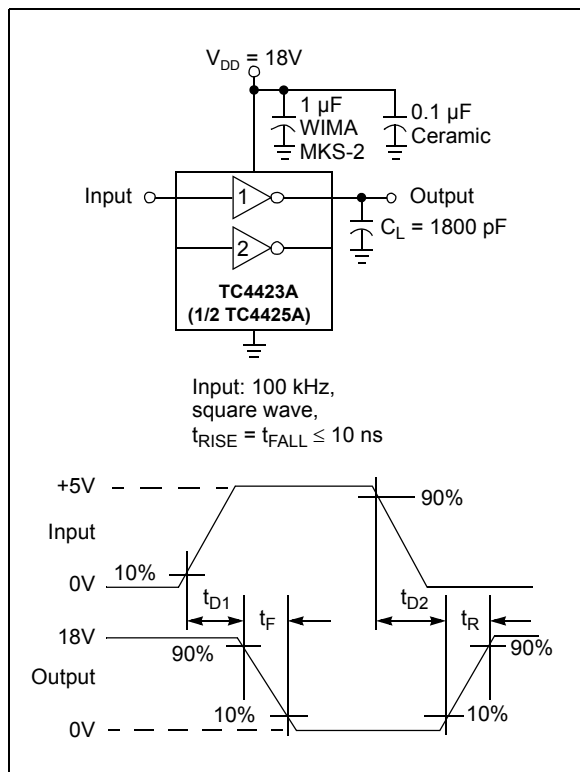 V_DD = 18V
1 µF
WIMA
MKS-2
0.1 µF
Ceramic
Input
1
Output
C_L = 1800 pF
2
TC4423A
(1/2 TC4425A)
Input: 100 kHz,
square wave,
t_RISE = t_FALL ≤ 10 ns
+5V
90%
Input
10%
0V
t_D1
t_F
t_D2
t_R
18V
90%
90%
Output
10%
10%
0V